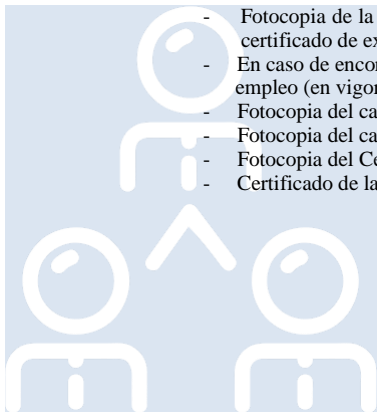 - Fotocopia de la
certificado de ex
- En caso de encor
empleo (en vigor
- Fotocopia del ca
- Fotocopia del ca
- Fotocopia del Ce
- Certificado de la